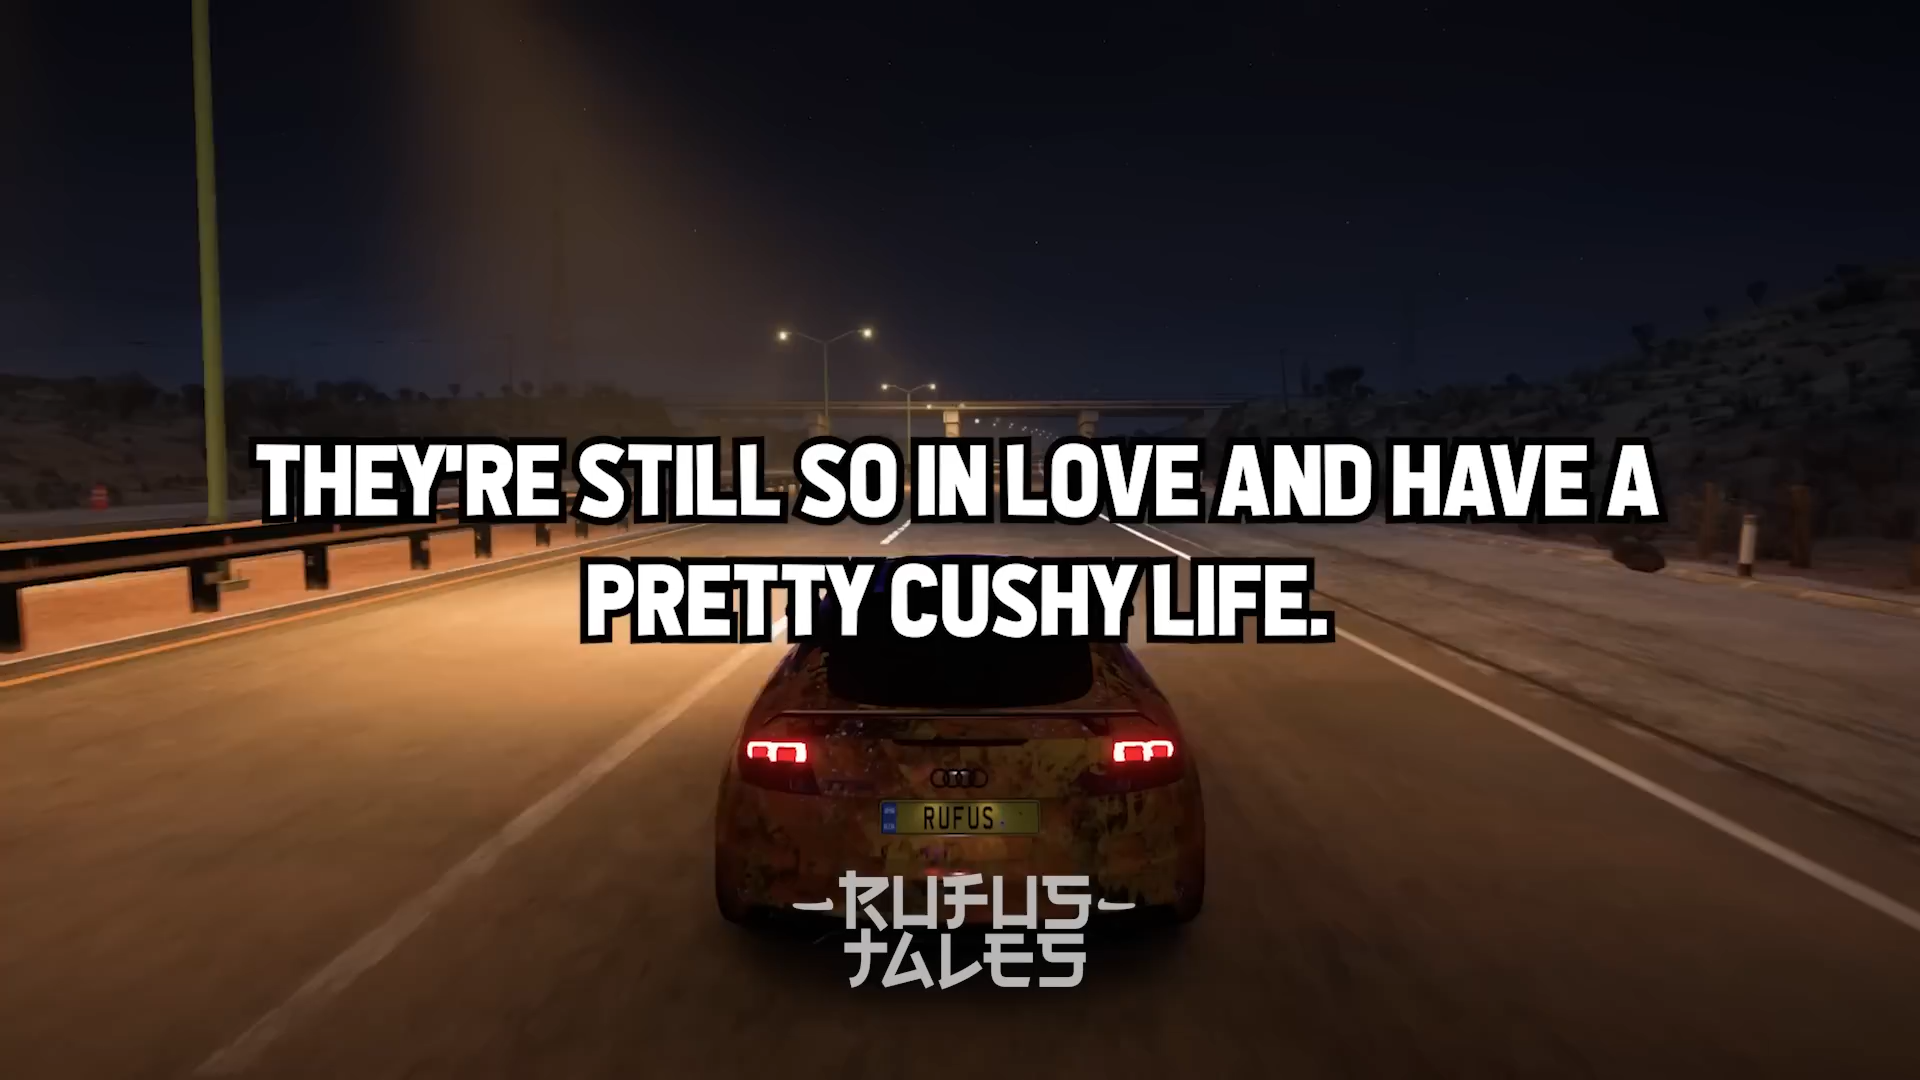 THEY'RE STILL SO IN LOVE AND HAVE A
PRETTY CUSHY LIFE.
RUFUS
-RUFUS-
TALES